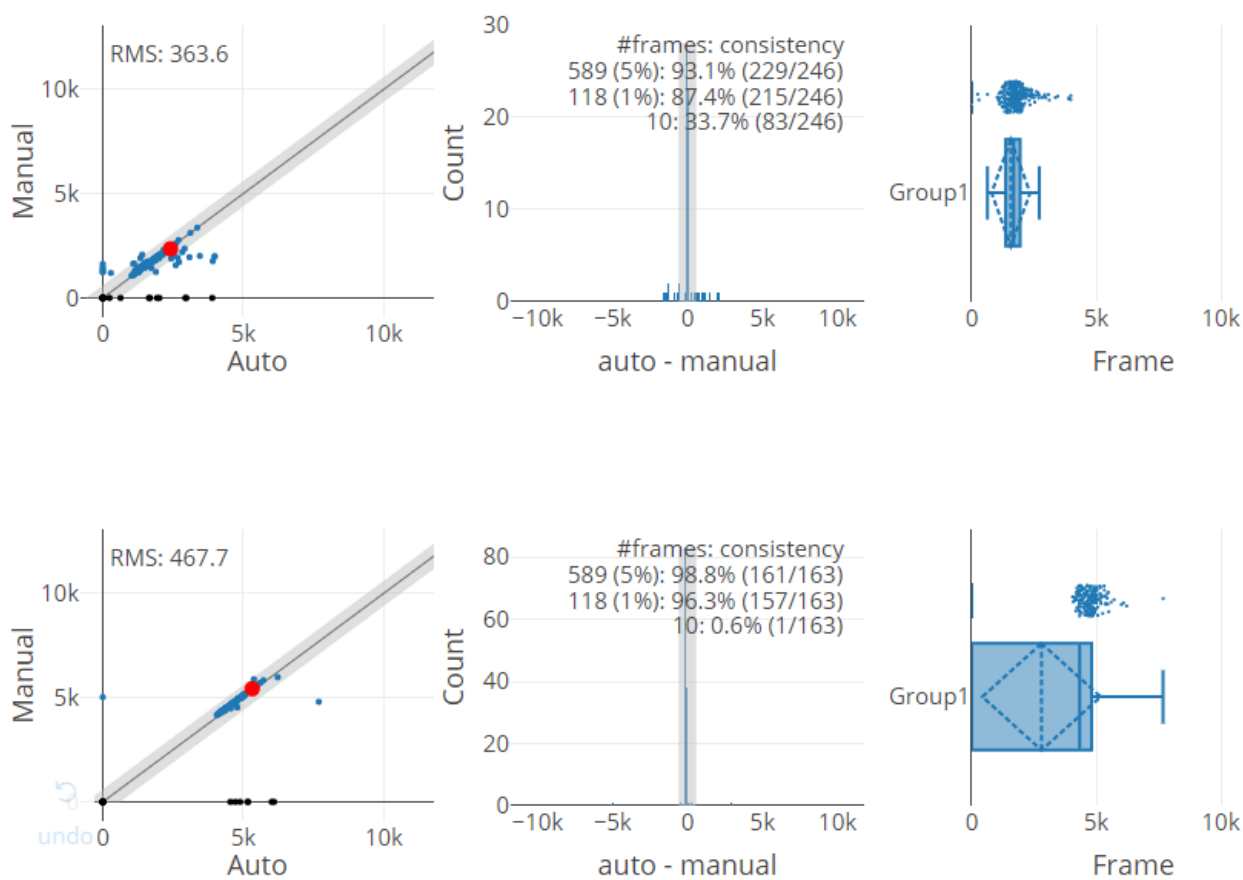 RMS: 363.6
10k
5k
0
Manual
0
5k
10k
Auto
#frames: consistency
589 (5%): 93.1% (229/246)
118 (1%): 87.4% (215/246)
10: 33.7% (83/246)
30
20
10
0
Count
−10k
−5k
0
5k
10k
auto - manual
Group1
0
5k
10k
Frame
RMS: 467.7
10k
5k
0
Manual
undo
0
5k
10k
Auto
#frames: consistency
589 (5%): 98.8% (161/163)
118 (1%): 96.3% (157/163)
10: 0.6% (1/163)
80
60
40
20
0
Count
−10k
−5k
0
5k
10k
auto - manual
Group1
0
5k
10k
Frame